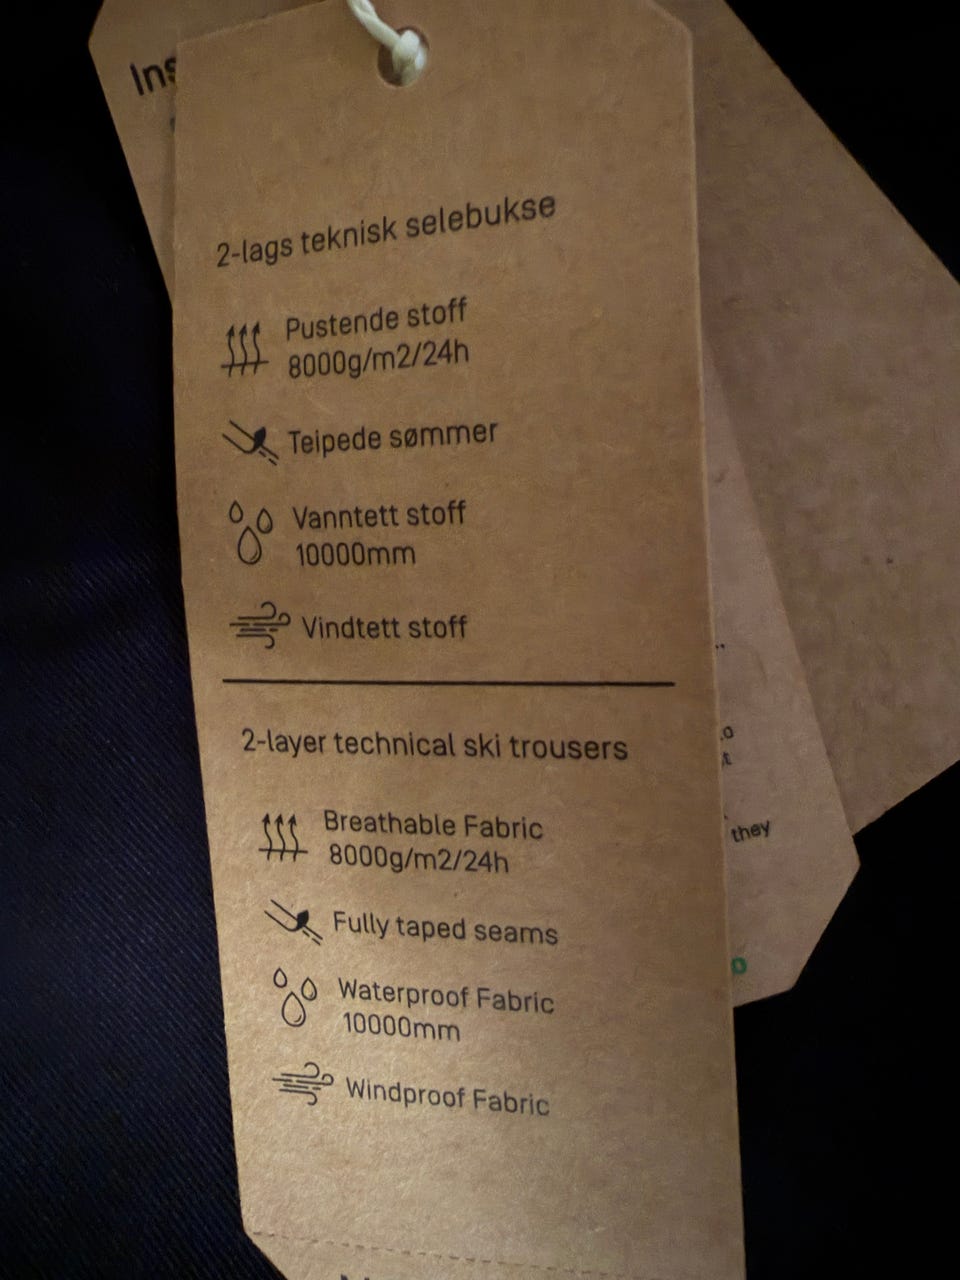 Ins
2-lags teknisk selebukse
Pustende stoff
8000g/m2/24h
Teipede sømmer
Vanntett stoff
10000mm
Vindtett stoff
2-layer technical ski trousers
Breathable Fabric
8000g/m2/24h
Fully taped seams
Waterproof Fabric
10000mm
Windproof Fabric
they